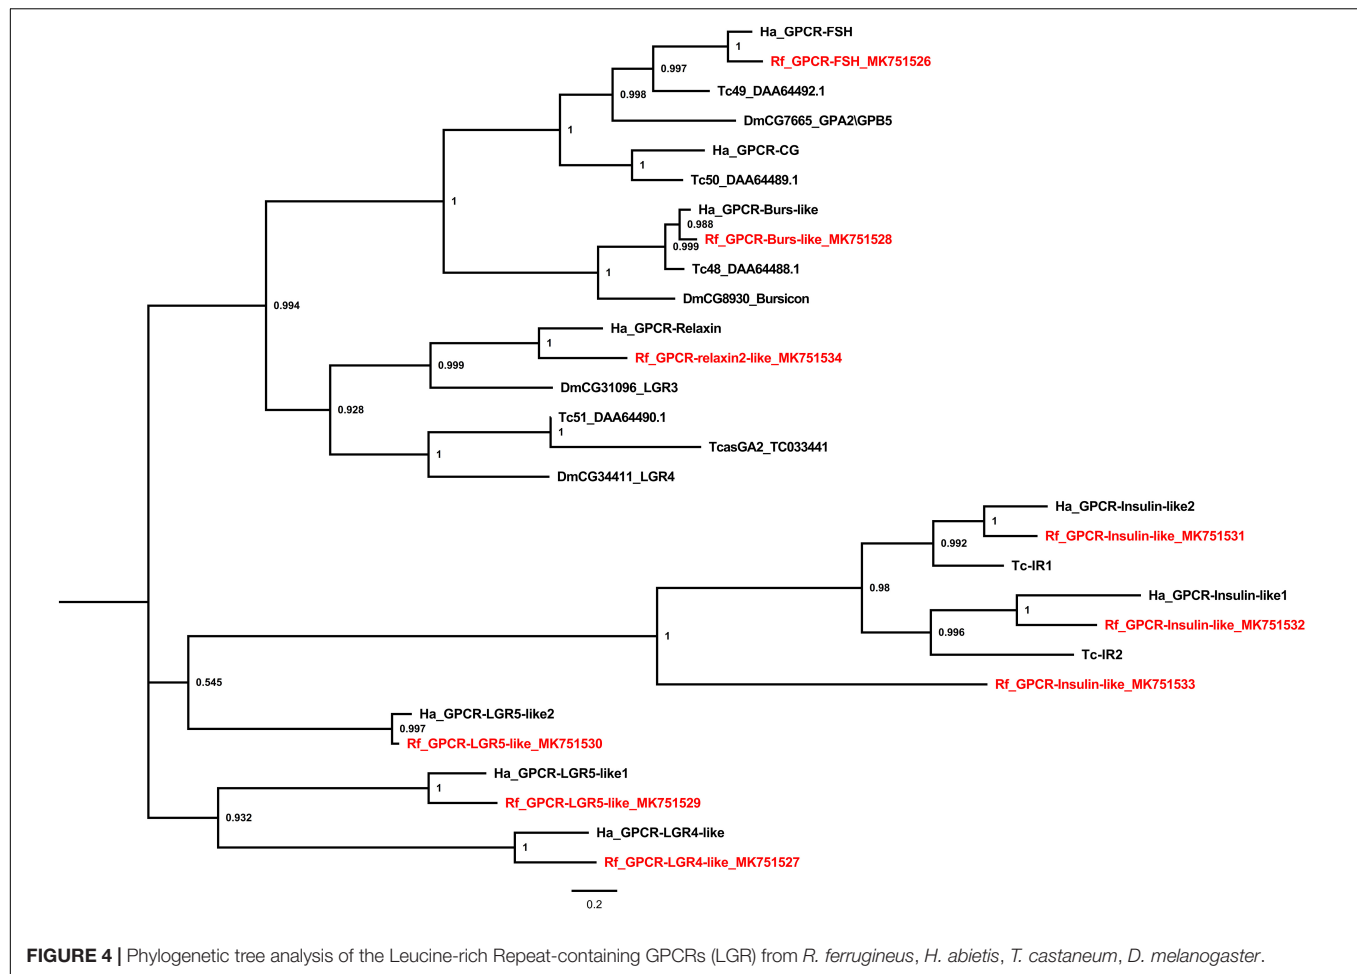 Ha_GPCR-FSH
1
Rf_GPCR-FSH_MK751526
0.997
Tc49_DAA64492.1
0.998
DmCG7665_GPA2\GPB5
1
Ha_GPCR-CG
1
Tc50_DAA64489.1
1
Ha_GPCR-Burs-like
0.988
Rf_GPCR-Burs-like_MK751528
0.999
Tc48_DAA64488.1
1
DmCG8930_Bursicon
0.994
Ha_GPCR-Relaxin
1
Rf_GPCR-relaxin2-like_MK751534
0.999
DmCG31096_LGR3
0.928
Tc51_DAA64490.1
1
TcasGA2_TC033441
1
DmCG34411_LGR4
Ha_GPCR-Insulin-like2
1
Rf_GPCR-Insulin-like_MK751531
0.992
Tc-IR1
0.98
Ha_GPCR-Insulin-like1
1
Rf_GPCR-Insulin-like_MK751532
0.996
Tc-IR2
1
Rf_GPCR-Insulin-like_MK751533
0.545
Ha_GPCR-LGR5-like2
0.997
Rf_GPCR-LGR5-like_MK751530
Ha_GPCR-LGR5-like1
1
Rf_GPCR-LGR5-like_MK751529
0.932
Ha_GPCR-LGR4-like
1
Rf_GPCR-LGR4-like_MK751527
0.2
FIGURE 4 | Phylogenetic tree analysis of the Leucine-rich Repeat-containing GPCRs (LGR) from R. ferrugineus, H. abietis, T. castaneum, D. melanogaster.